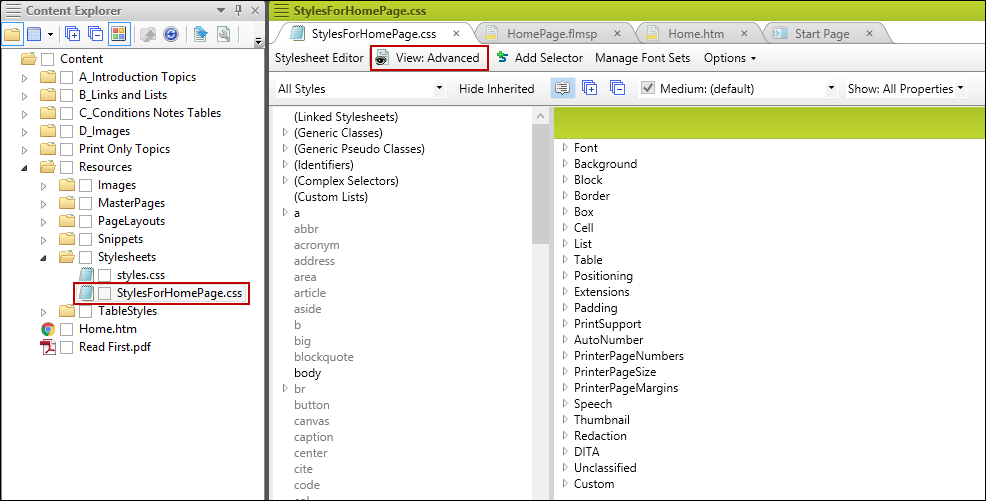 Content Explorer
Content
A_Introduction Topics
B_Links and Lists
C_Conditions Notes Tables
D_Images
Print Only Topics
Resources
Images
MasterPages
PageLayouts
Snippets
Stylesheets
styles.css
StylesForHomePage.css
TableStyles
Home.htm
Read First.pdf
StylesForHomePage.css
StylesForHomePage.css HomePage.flmsp Home.htm Start Page
Stylesheet Editor View: Advanced Add Selector Manage Font Sets Options
All Styles Hide Inherited Medium: (default) Show: All Properties
(Linked Stylesheets)
(Generic Classes)
(Generic Pseudo Classes)
(Identifiers)
(Complex Selectors)
(Custom Lists)
a
abbr
acronym
address
area
article
aside
b
big
blockquote
body
br
button
canvas
caption
center
cite
code
Font
Background
Block
Border
Box
Cell
List
Table
Positioning
Extensions
Padding
PrintSupport
AutoNumber
PrinterPageNumbers
PrinterPageSize
PrinterPageMargins
Speech
Thumbnail
Redaction
DITA
Unclassified
Custom